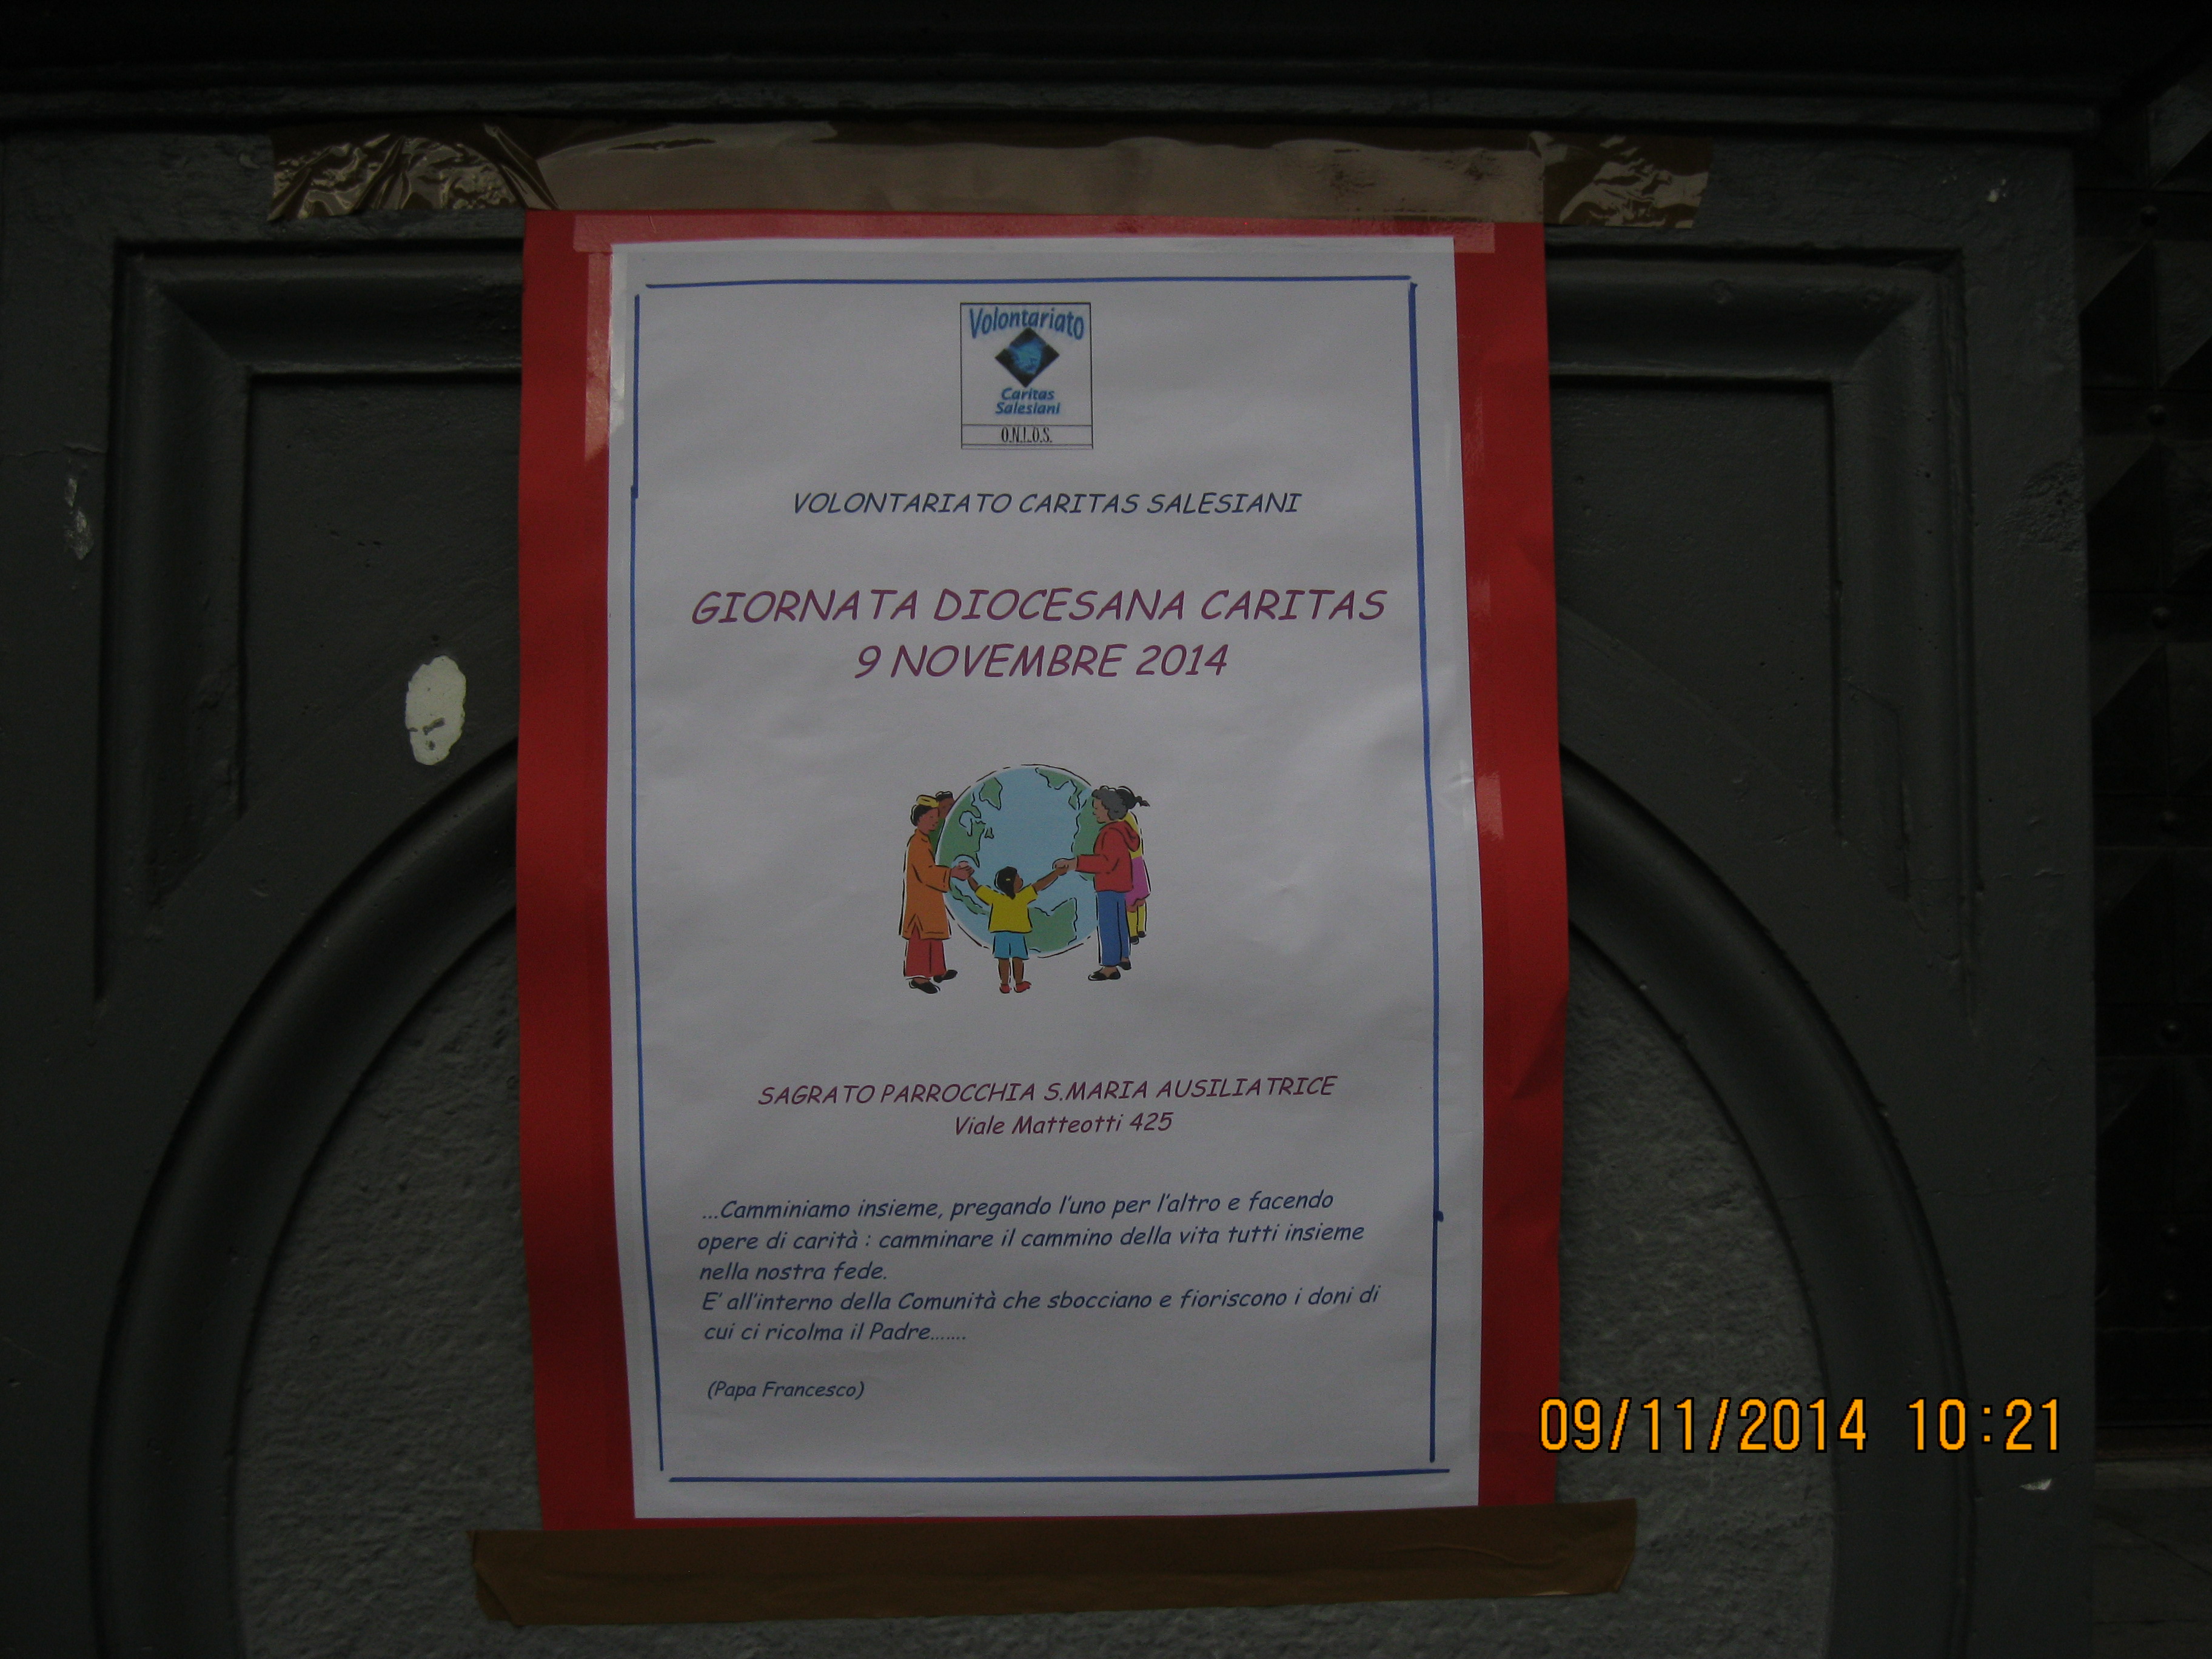 Volontariato
Caritas
Salesiani
O.N.L.O.S.
VOLONTARIATO CARITAS SALESIANI
GIORNATA DIOCESANA CARITAS
9 NOVEMBRE 2014
SAGRATO PARROCCHIA S.MARIA AUSILIATRICE
Viale Matteotti 425
...Camminiamo insieme, pregando l'uno per l'altro e facendo
opere di carità : camminare il cammino della vita tutti insieme
nella nostra fede.
E' all'interno della Comunità che sbocciano e fioriscono i doni di
cui ci ricolma il Padre.......
(Papa Francesco)
09/11/2014 10:21